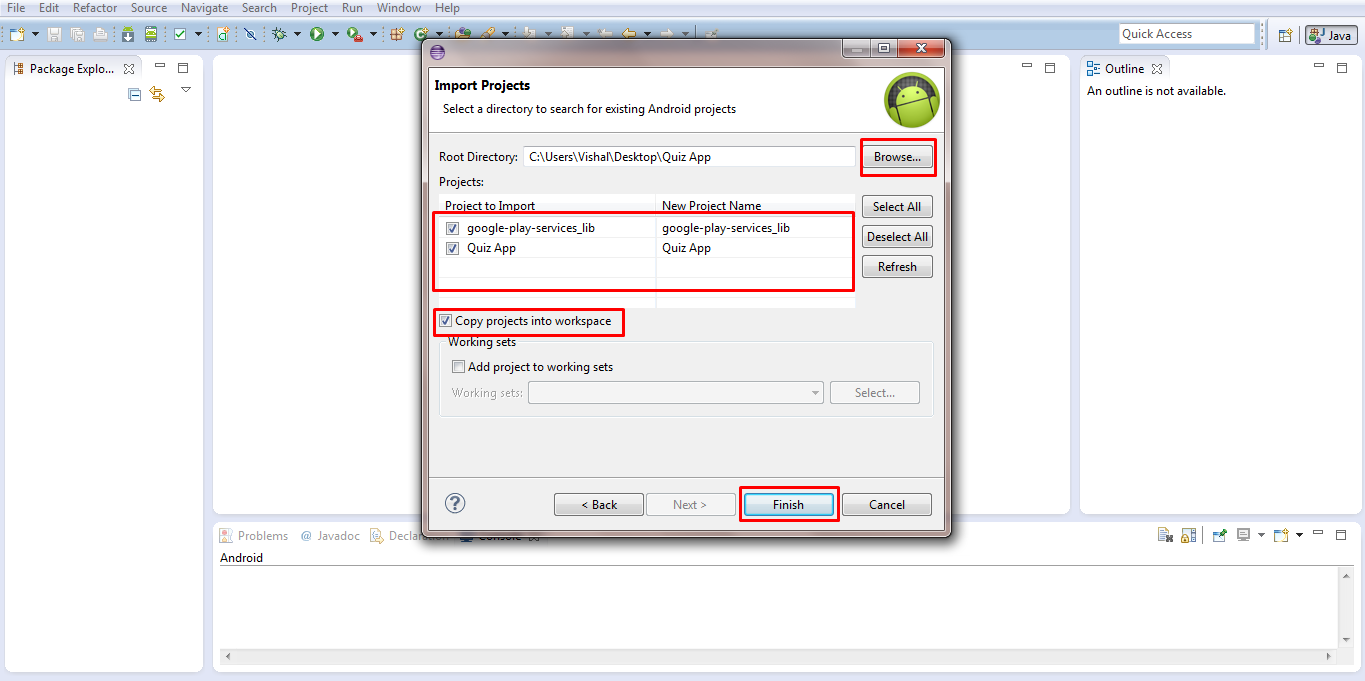 File Edit Refactor Source Navigate Search Project Run Window Help
Quick Access
Java
Package Explo...
Outline
An outline is not available.
Import Projects
Select a directory to search for existing Android projects
Root Directory: C:\Users\Vishal\Desktop\Quiz App Browse...
Projects:
Project to Import New Project Name
Select All
google-play-services_lib google-play-services_lib
Deselect All
Quiz App Quiz App
Refresh
Copy projects into workspace
Working sets
Add project to working sets
Working sets: Select...
? < Back Next > Finish Cancel
Problems @ Javadoc Declaration Console
Android